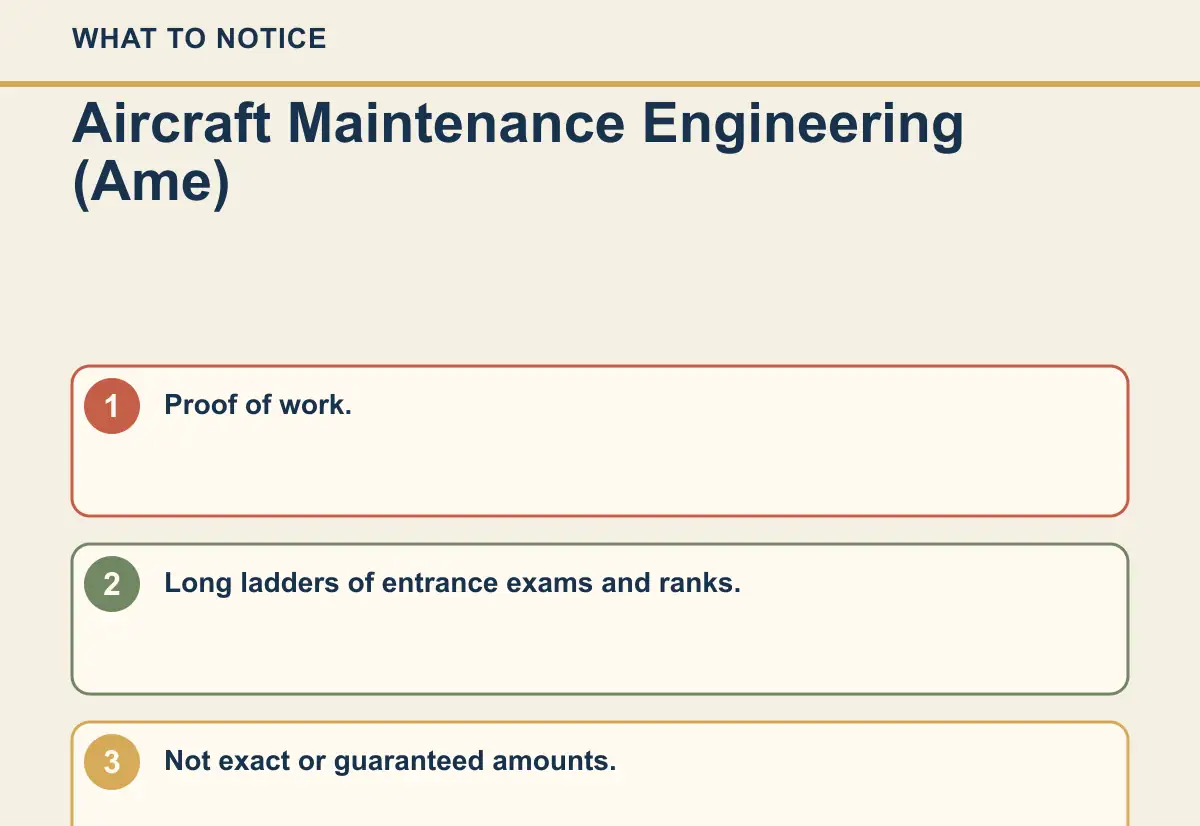 WHAT TO NOTICE
Aircraft Maintenance Engineering
(Ame)
1 Proof of work.
2 Long ladders of entrance exams and ranks.
3 Not exact or guaranteed amounts.